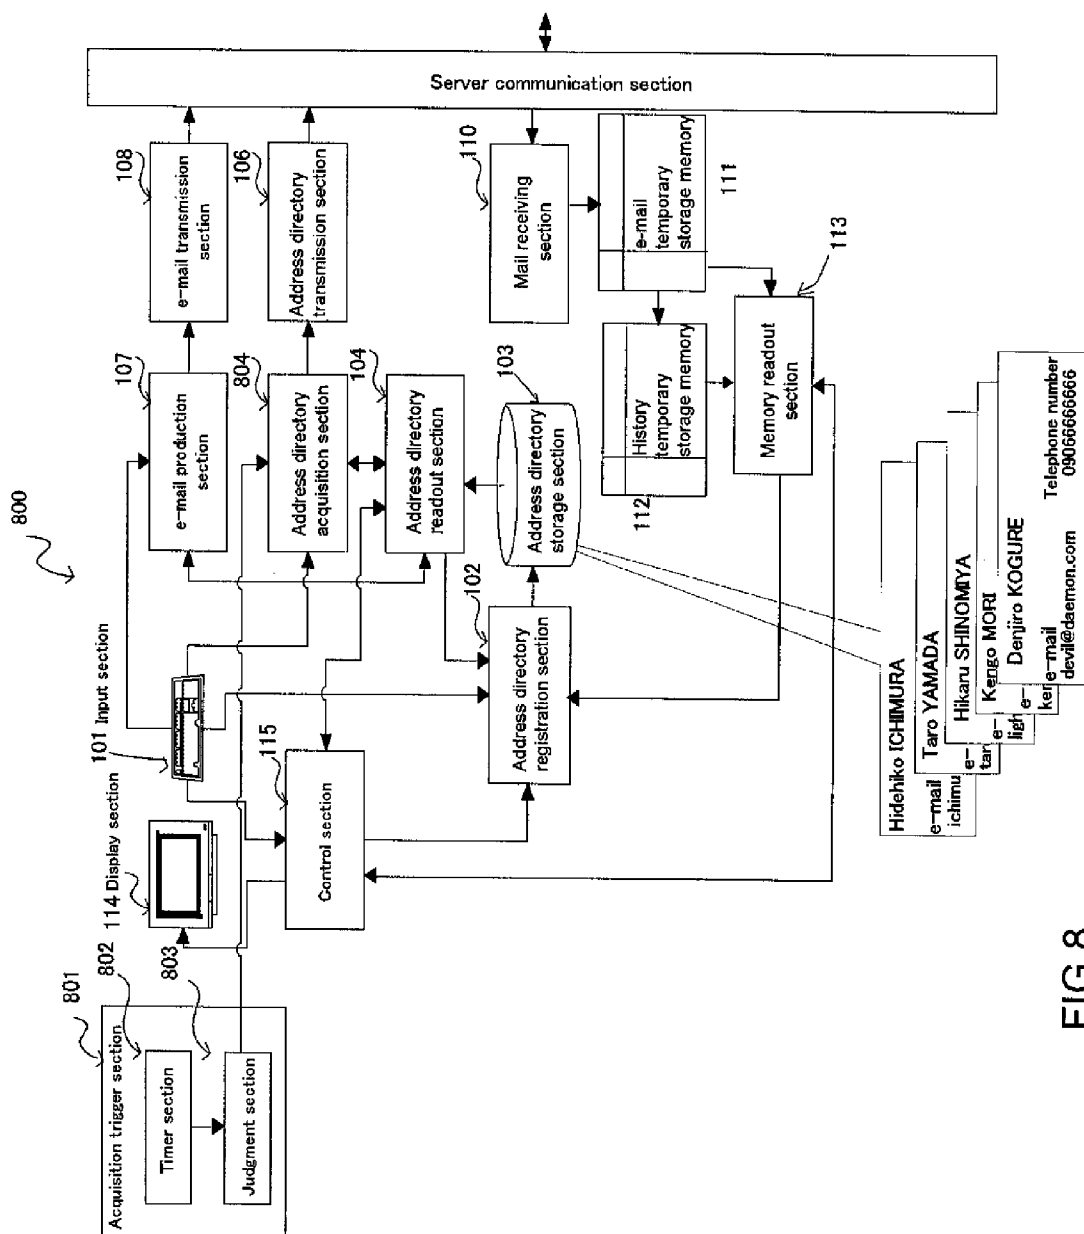 800
801
Acquisition trigger section
802
Timer section
803
Judgment section
114 Display section
101 Input section
115
Control section
107
e-mail production
section
108
e-mail transmission
section
804
Address directory
acquisition section
106
Address directory
transmission section
104
Address directory
readout section
102
Address directory
registration section
103
Address directory
storage section
110
Mail receiving
section
e-mail
temporary
storage memory
111
History
temporary
storage memory
112
113
Memory readout
section
Server communication section
Hidehiko ICHIMURA
e-mail
ichimu
Taro YAMADA
e-
tar
Hikaru SHINOMIYA
e-
ligh
Kengo MORI
e-
ker
Denjiro KOGURE
e-mail
devil@daemon.com
Telephone number
09066666666
FIG.8